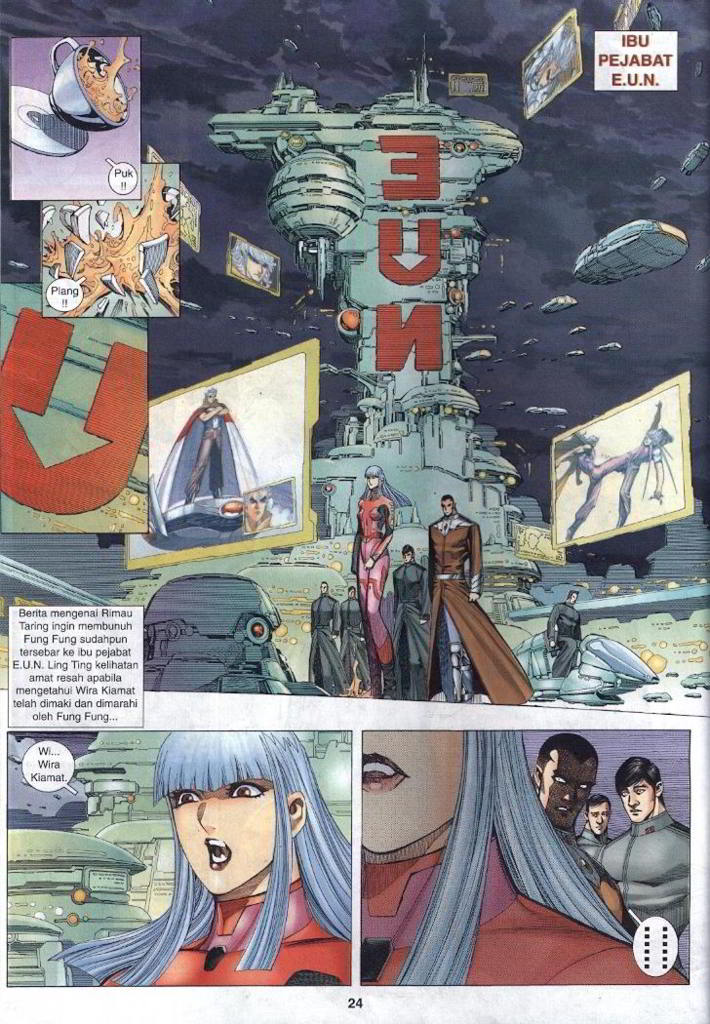 IBU
PEJABAT
E.U.N.
Puk
!!
Plang
!!
E
U
N
U
Berita mengenai Rimau
Taring ingin membunuh
Fung Fung sudahpun
tersebar ke ibu pejabat
E.U.N. Ling Ting kelihatan
amat resah apabila
mengetahui Wira Kiamat
telah dimaki dan dimarahi
oleh Fung Fung...
Wi...
Wira
Kiamat.